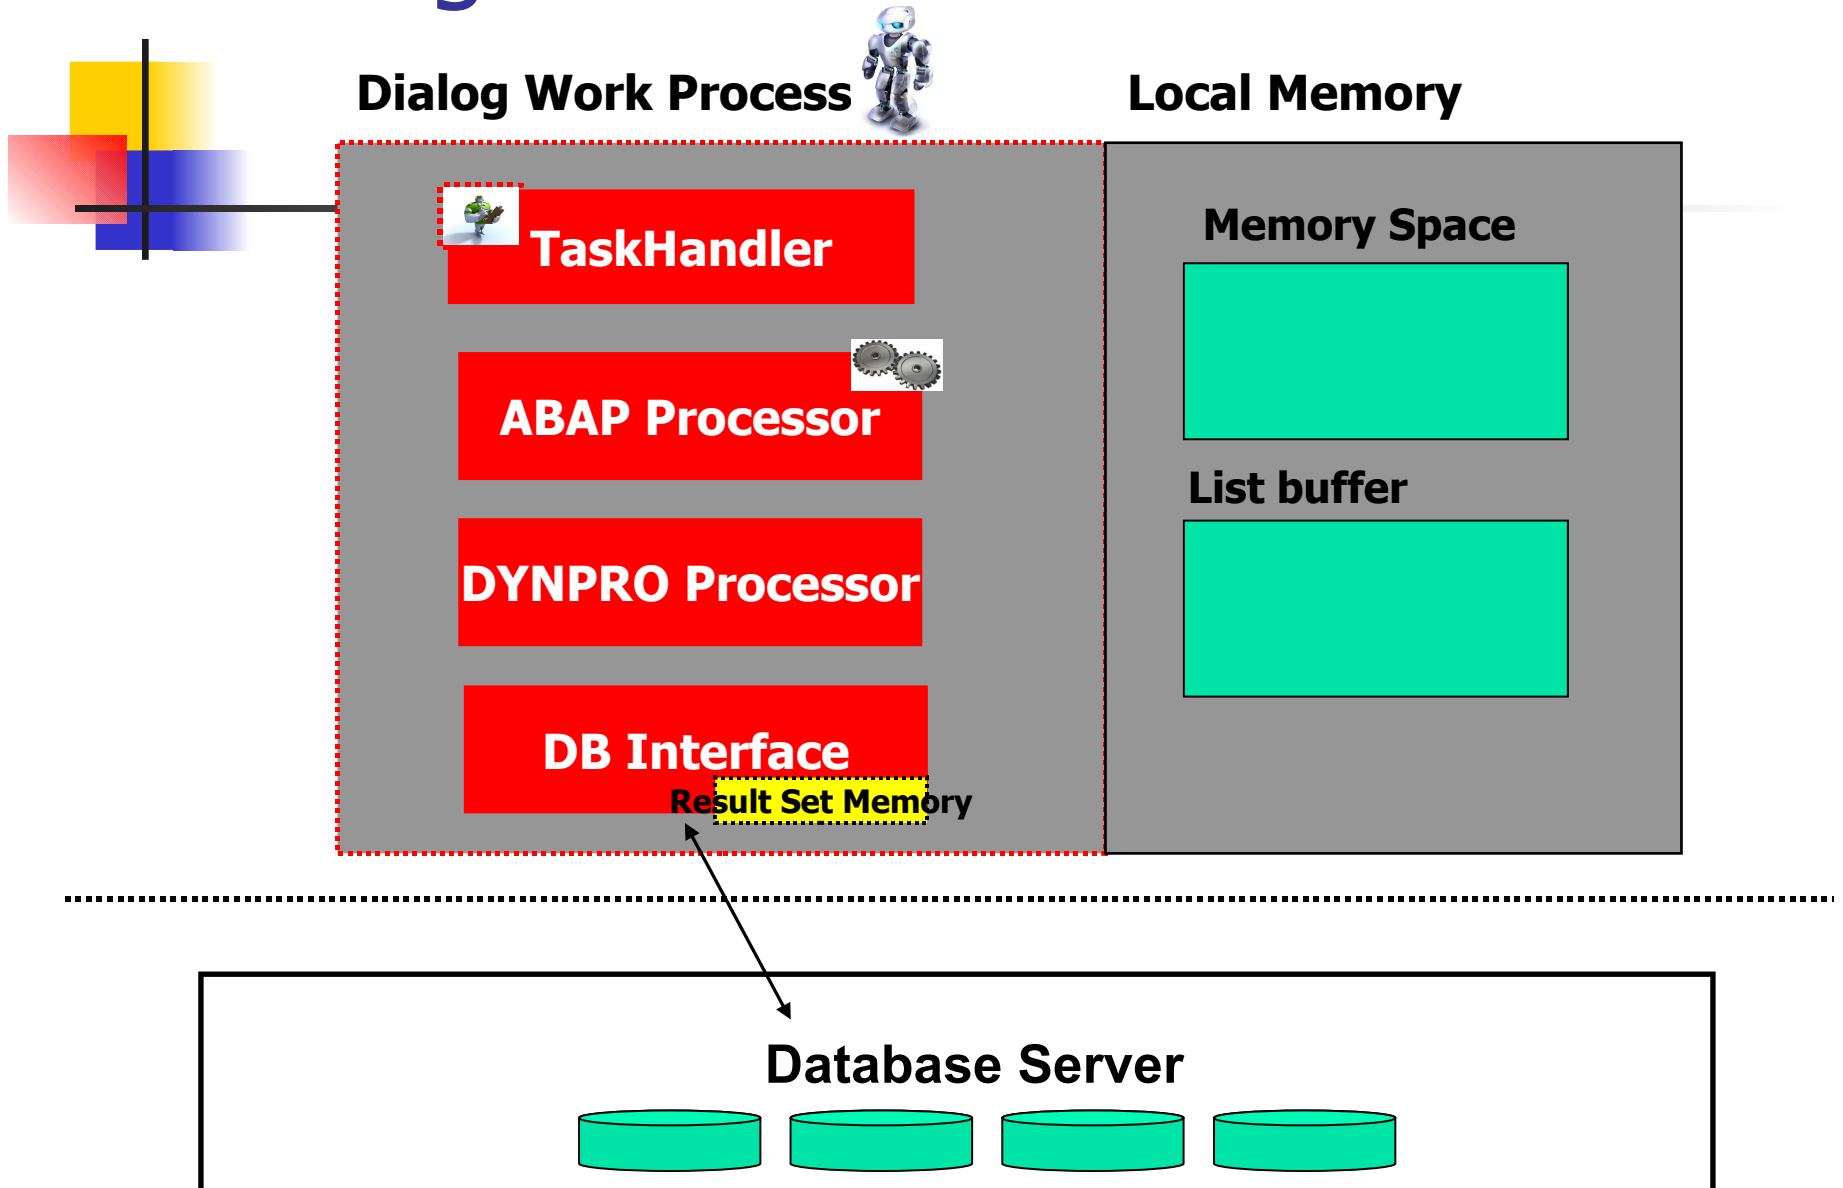 Dialog Work Process
Local Memory
TaskHandler
Memory Space
ABAP Processor
List buffer
DYNPRO Processor
DB Interface
Result Set Memory
Database Server